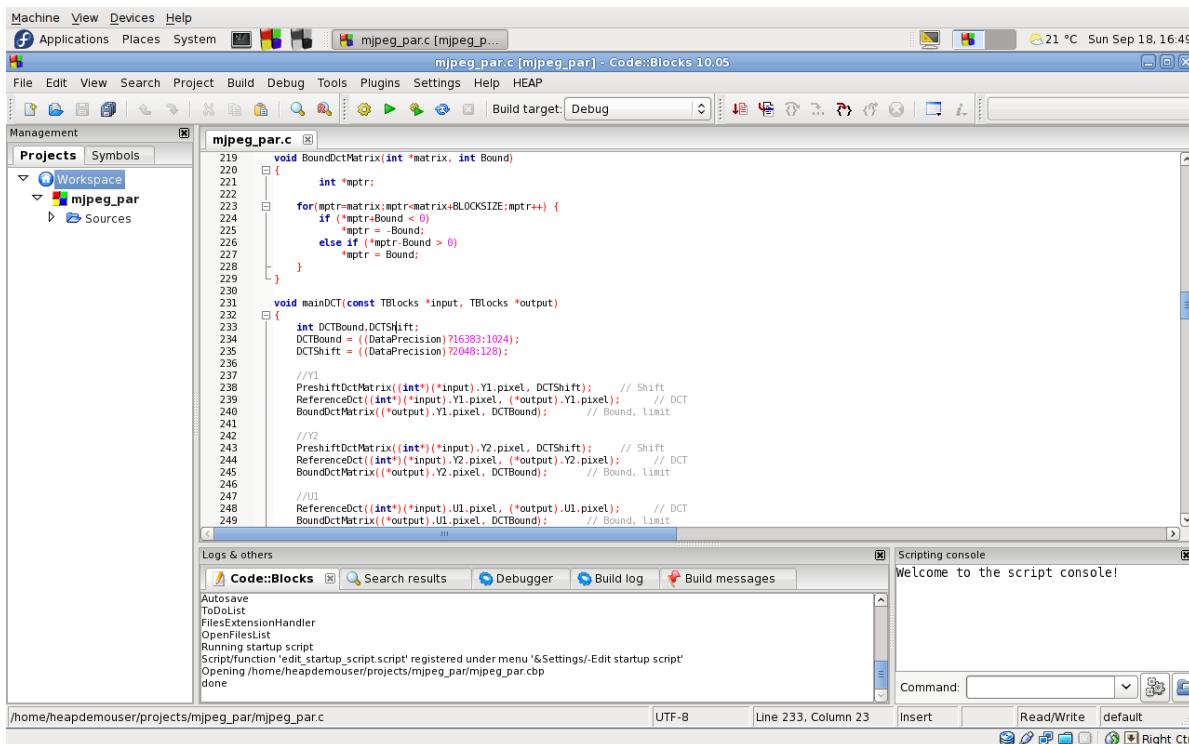 Machine View Devices Help
Applications Places System mjpeg_par.c [mjpeg_p... 21 °C Sun Sep 18, 16:49
mjpeg_par.c [mjpeg_par] - Code::Blocks 10.05
File Edit View Search Project Build Debug Tools Plugins Settings Help HEAP
Build target: Debug
Management
Projects Symbols
Workspace
mjpeg_par
Sources
mjpeg_par.c
219 void BoundDctMatrix(int *matrix, int Bound)
220 {
221 int *mptr;
222
223 for(mptr=matrix;mptr<matrix+BLOCKSIZE;mptr++) {
224 if (*mptr+Bound < 0)
225 *mptr = -Bound;
226 else if (*mptr-Bound > 0)
227 *mptr = Bound;
228 }
229 }
230
231 void mainDCT(const TBlocks *input, TBlocks *output)
232 {
233 int DCTBound,DCTShift;
234 DCTBound = ((DataPrecision)?16383:1024);
235 DCTShift = ((DataPrecision)?2048:128);
236
237 //Y1
238 PreshiftDctMatrix((int*)(*input).Y1.pixel, DCTShift); // Shift
239 ReferenceDct((int*)(*input).Y1.pixel, (*output).Y1.pixel); // DCT
240 BoundDctMatrix((*output).Y1.pixel, DCTBound); // Bound, limit
241
242 //Y2
243 PreshiftDctMatrix((int*)(*input).Y2.pixel, DCTShift); // Shift
244 ReferenceDct((int*)(*input).Y2.pixel, (*output).Y2.pixel); // DCT
245 BoundDctMatrix((*output).Y2.pixel, DCTBound); // Bound, limit
246
247 //U1
248 ReferenceDct((int*)(*input).U1.pixel, (*output).U1.pixel); // DCT
249 BoundDctMatrix((*output).U1.pixel, DCTBound); // Bound, limit
Logs & others
Code::Blocks Search results Debugger Build log Build messages
Autosave
ToDoList
FilesExtensionHandler
OpenFilesList
Running startup script
Script/function 'edit_startup_script.script' registered under menu '&Settings/-Edit startup script'
Opening /home/heapdemouser/projects/mjpeg_par/mjpeg_par.cbp
done
Scripting console
Welcome to the script console!
Command:
/home/heapdemouser/projects/mjpeg_par/mjpeg_par.c UTF-8 Line 233, Column 23 Insert Read/Write default
Right Ctr